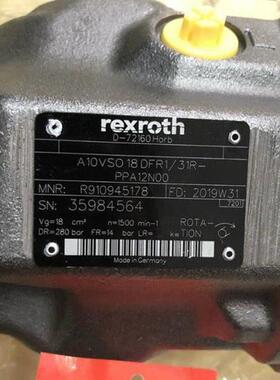 rexroth
D-72160 Horb
A10VSO 18 DFR1/31R-
PPA12N00
MNR: R910945178 FD: 2019W31
SN: 35984564 7201
Vg=18 cm³ n=1500 min-1 ROTA-
DR=280 bar FR=14 bar LR= k= TION
Made in Germany